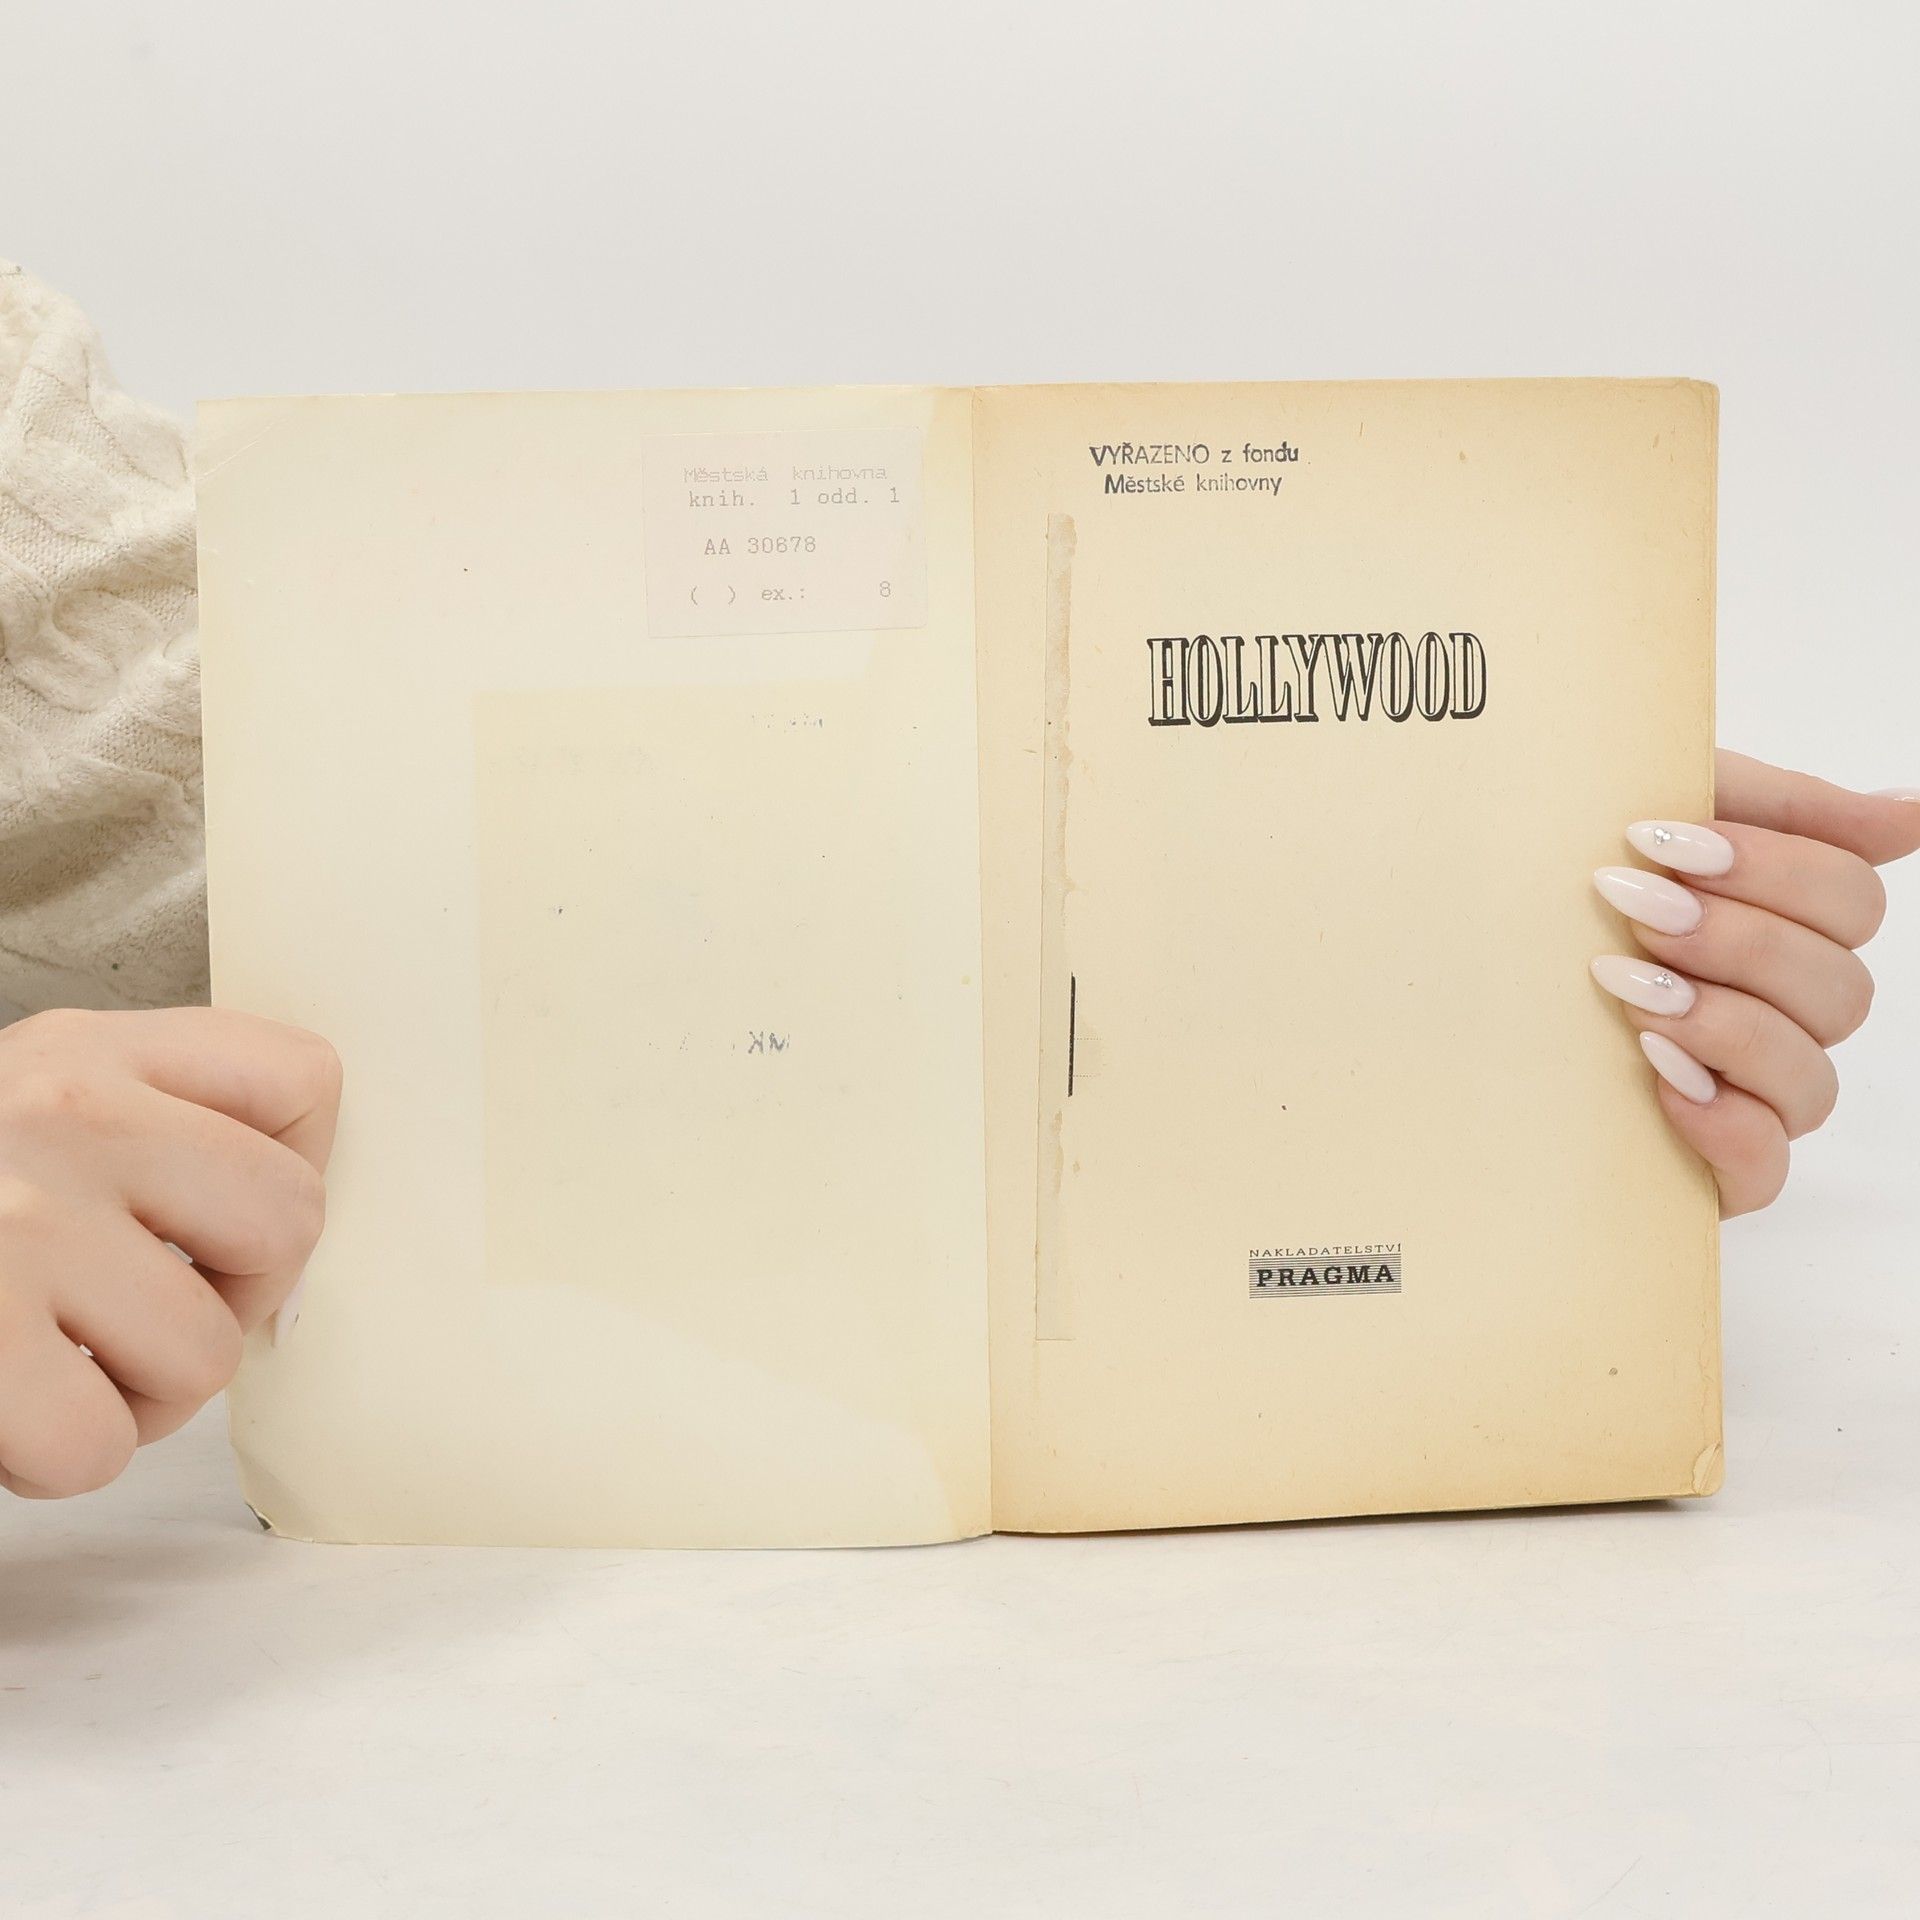 Městská knihovna
knih. 1 odd. 1
AA 30678
( ) ex.: 8
VYŘAZENO z fondu
Městské knihovny
HOLLYWOOD
NAKLADATELSTVÍ
PRAGMA